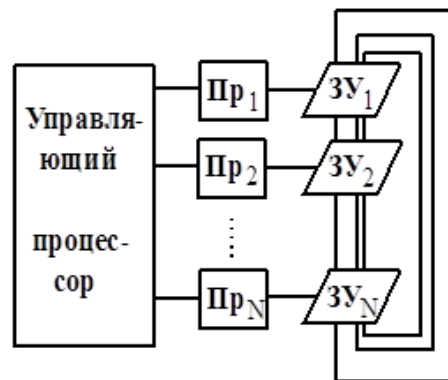 Управля-
ющий
процес-
сор
Пр1
ЗУ1
Пр2
ЗУ2
ПрN
ЗУN